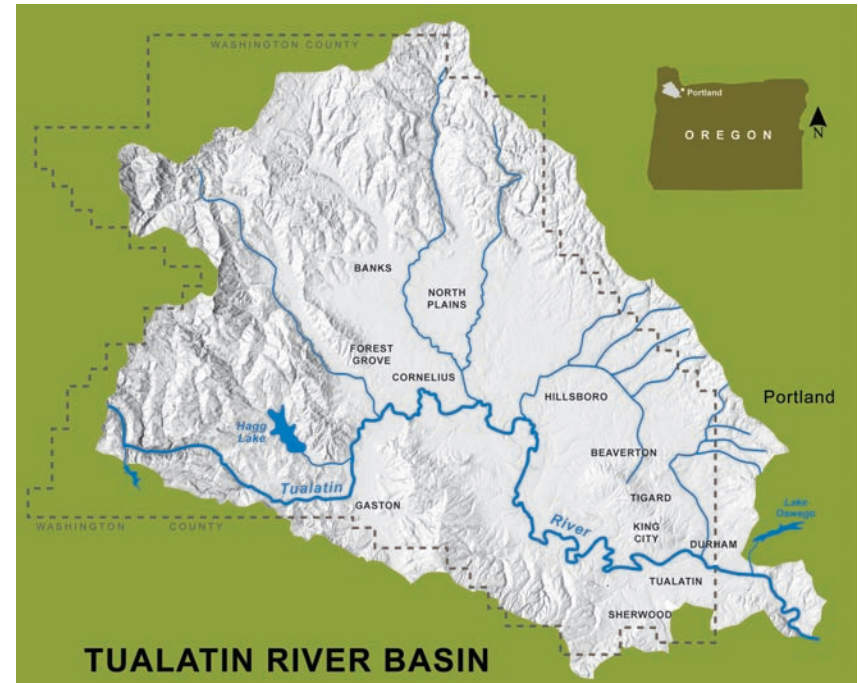 WASHINGTON COUNTY
Portland
OREGON
N
BANKS
NORTH
PLAINS
FOREST
GROVE
CORNELIUS
HILLSBORO
Portland
Hagg
Lake
BEAVERTON
Tualatin
TIGARD
GASTON
River
KING
CITY
Lake
Oswego
WASHINGTON COUNTY
DURHAM
TUALATIN
SHERWOOD
TUALATIN RIVER BASIN